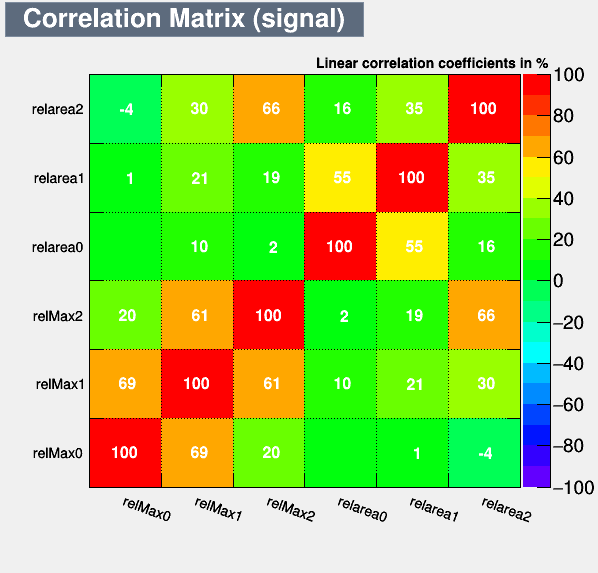 Correlation Matrix (signal)
Linear correlation coefficients in %
relarea2 -4 30 66 16 35 100
relarea1 1 21 19 55 100 35
relarea0 10 2 100 55 16
relMax2 20 61 100 2 19 66
relMax1 69 100 61 10 21 30
relMax0 100 69 20 1 -4
relMax0 relMax1 relMax2 relarea0 relarea1 relarea2
100
80
60
40
20
0
−20
−40
−60
−80
−100